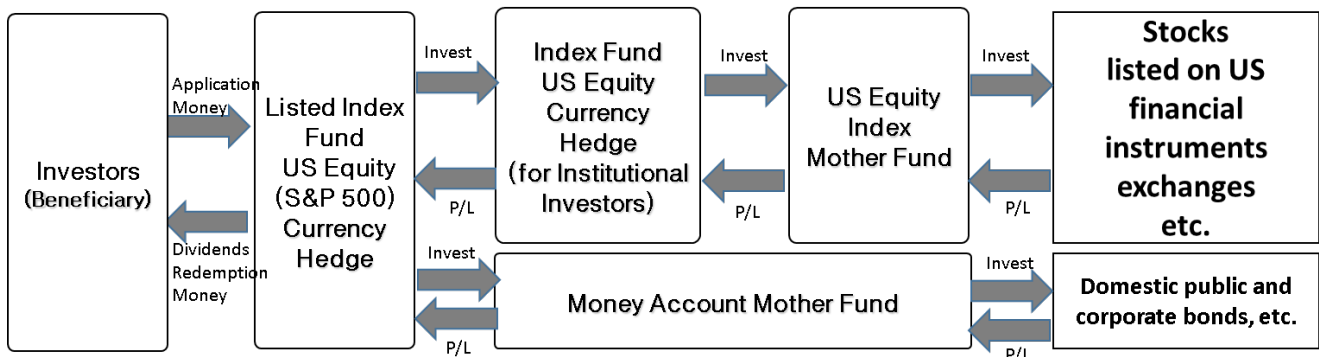 Investors
(Beneficiary)
Application
Money
Dividends
Redemption
Money
Listed Index
Fund
US Equity
(S&P 500)
Currency
Hedge
Invest
P/L
Index Fund
US Equity
Currency
Hedge
(for Institutional
Investors)
Invest
P/L
US Equity
Index
Mother Fund
Invest
P/L
Stocks
listed on US
financial
instruments
exchanges
etc.
Invest
P/L
Money Account Mother Fund
Invest
P/L
Domestic public and
corporate bonds, etc.